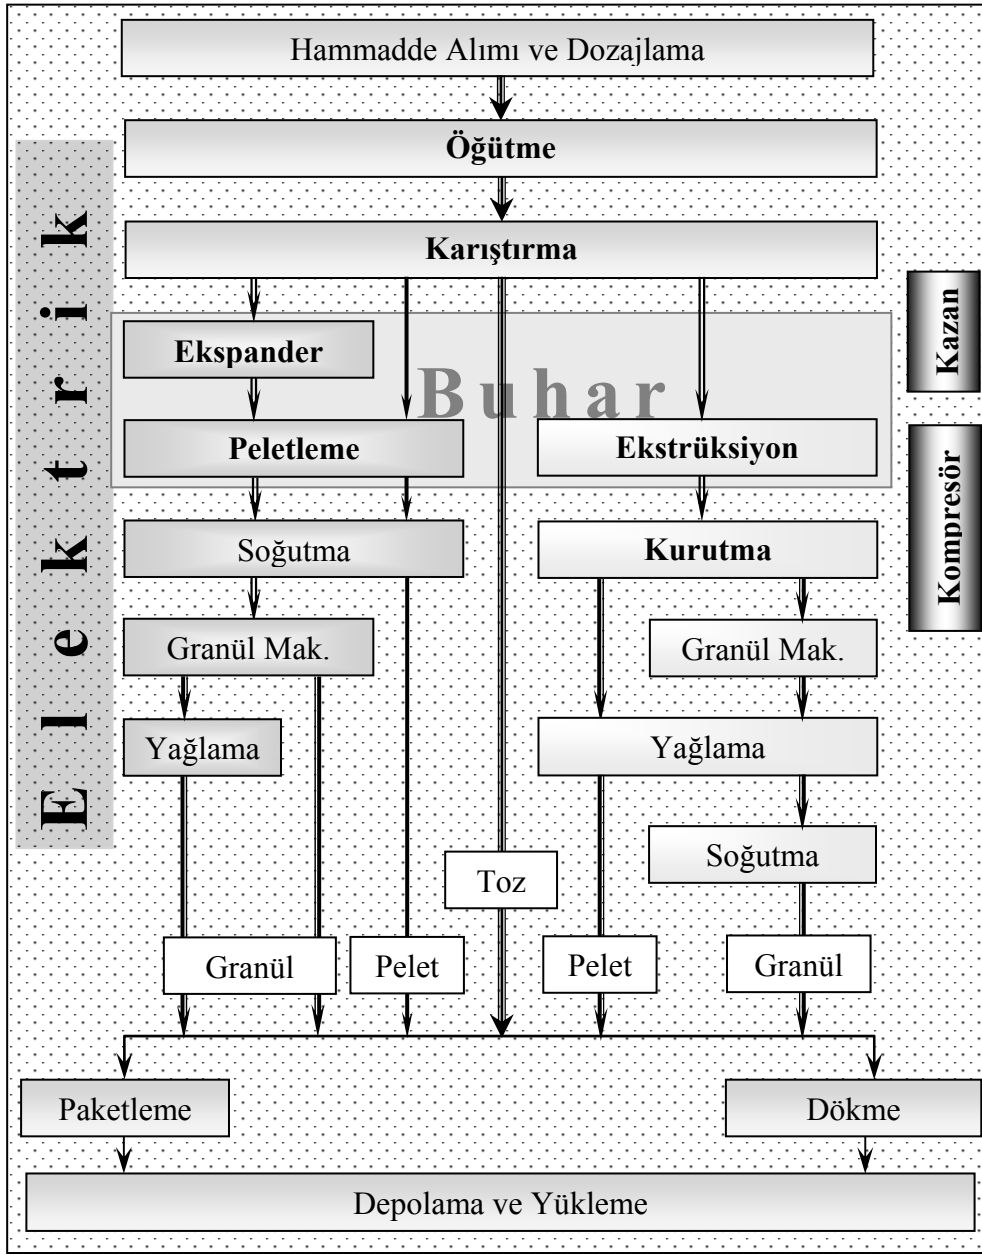 Hammadde Alımı ve Dozajlama
Öğütme
Karıştırma
Elektrik
Kazan
Ekspander
Buhar
Peletleme
Ekstrüksiyon
Kompresör
Soğutma
Kurutma
Granül Mak.
Granül Mak.
Yağlama
Yağlama
Soğutma
Toz
Granül
Pelet
Pelet
Granül
Paketleme
Dökme
Depolama ve Yükleme